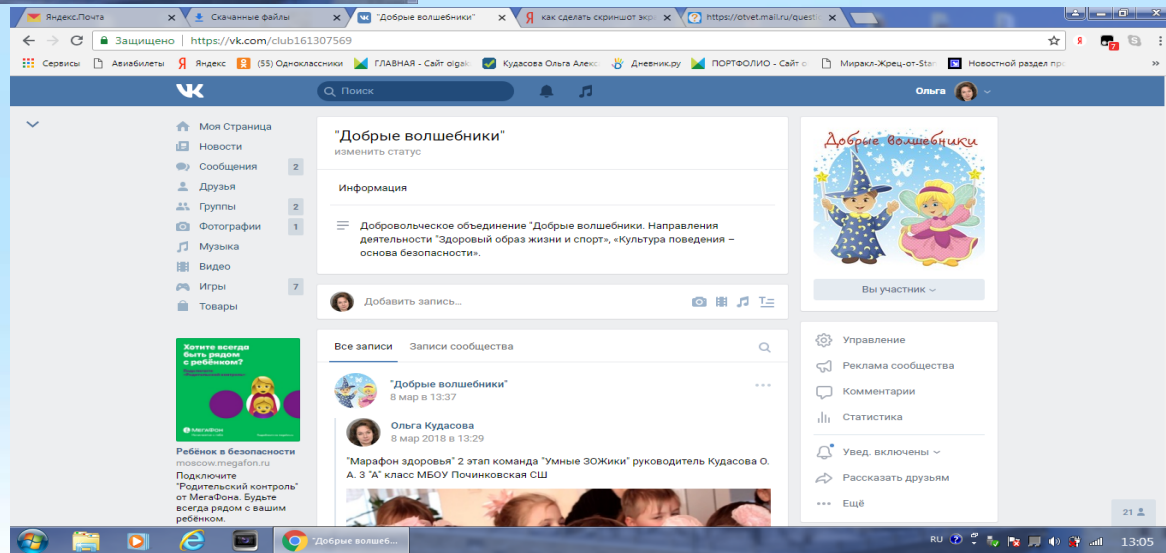 Яндекс.Почта
Скачанные файлы
"Добрые волшебники"
как сделать скриншот экр
https://otvet.mail.ru/questi
Защищено | https://vk.com/club161307569
7
Сервисы
Авиабилеты
Яндекс
(55) Одноклассники
ГЛАВНАЯ - Сайт olgak
Кудасова Ольга Алекс
Дневник.ру
ПОРТФОЛИО - Сайт о
Миракл-Жрец-от-Star
Новостной раздел пр
»
Поиск
Ольга
Моя Страница
Новости
Сообщения 2
Друзья
Группы 2
Фотографии 1
Музыка
Видео
Игры 7
Товары
Хотите всегда
быть рядом
с ребёнком?
МегаФон
Ребёнок в безопасности
moscow.megafon.ru
Подключите
"Родительский контроль"
от МегаФона. Будьте
всегда рядом с вашим
ребёнком.
"Добрые волшебники"
изменить статус
Информация
Добровольческое объединение "Добрые волшебники. Направления
деятельности "Здоровый образ жизни и спорт», «Культура поведения –
основа безопасности».
Добавить запись...
Все записи Записи сообщества
"Добрые волшебники"
8 мар в 13:37
Ольга Кудасова
8 мар 2018 в 13:29
"Марафон здоровья" 2 этап команда "Умные ЗОЖики" руководитель Кудасова О.
А. 3 "А" класс МБОУ Починковская СШ
Добрые волшебники
Вы участник
Управление
Реклама сообщества
Комментарии
Статистика
Увед. включены
Рассказать друзьям
Ещё
21
"Добрые волшеб...
RU
13:05